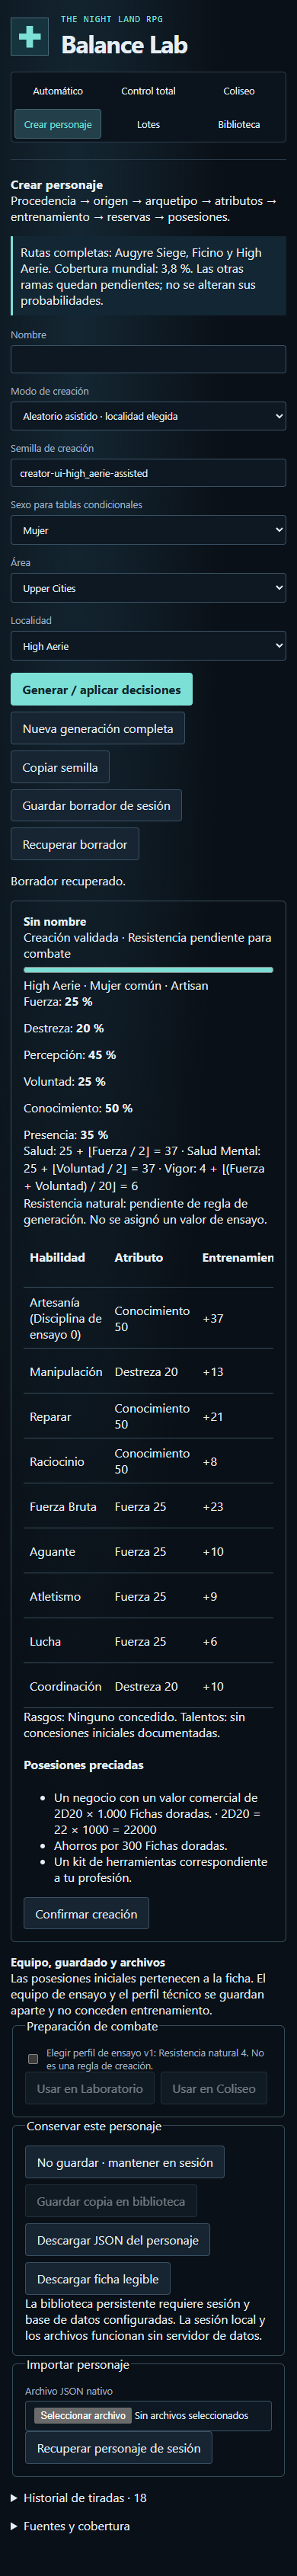 THE NIGHT LAND RPG
Balance Lab
Automático
Control total
Coliseo
Crear personaje
Lotes
Biblioteca
Crear personaje
Procedencia → origen → arquetipo → atributos →
entrenamiento → reservas → posesiones.
Rutas completas: Augyre Siege, Ficino y High
Aerie. Cobertura mundial: 3,8 %. Las otras
ramas quedan pendientes; no se alteran sus
probabilidades.
Nombre
Modo de creación
Aleatorio asistido · localidad elegida
Semilla de creación
creator-ui-high_aerie-assisted
Sexo para tablas condicionales
Mujer
Área
Upper Cities
Localidad
High Aerie
Generar / aplicar decisiones
Nueva generación completa
Copiar semilla
Guardar borrador de sesión
Recuperar borrador
Borrador recuperado.
Sin nombre
Creación validada · Resistencia pendiente para
combate
High Aerie · Mujer común · Artisan
Fuerza: 25 %
Destreza: 20 %
Percepción: 45 %
Voluntad: 25 %
Conocimiento: 50 %
Presencia: 35 %
Salud: 25 + ⌊Fuerza / 2⌋ = 37 · Salud Mental:
25 + ⌊Voluntad / 2⌋ = 37 · Vigor: 4 + ⌊(Fuerza
+ Voluntad) / 20⌋ = 6
Resistencia natural: pendiente de regla de
generación. No se asignó un valor de ensayo.
Habilidad Atributo Entrenamien
Artesanía
(Disciplina de
ensayo 0)
Conocimiento
50
+37
Manipulación Destreza 20 +13
Reparar
Conocimiento
50
+21
Raciocinio
Conocimiento
50
+8
Fuerza Bruta Fuerza 25 +23
Aguante Fuerza 25 +10
Atletismo Fuerza 25 +9
Lucha Fuerza 25 +6
Coordinación Destreza 20 +10
Rasgos: Ninguno concedido. Talentos: sin
concesiones iniciales documentadas.
Posesiones preciadas
• Un negocio con un valor comercial de
2D20 × 1.000 Fichas doradas. · 2D20 =
22 × 1000 = 22000
• Ahorros por 300 Fichas doradas.
• Un kit de herramientas correspondiente
a tu profesión.
Confirmar creación
Equipo, guardado y archivos
Las posesiones iniciales pertenecen a la ficha. El
equipo de ensayo y el perfil técnico se guardan
aparte y no conceden entrenamiento.
Preparación de combate
Elegir perfil de ensayo v1: Resistencia natural 4. No
es una regla de creación.
Usar en Laboratorio
Usar en Coliseo
Conservar este personaje
No guardar · mantener en sesión
Guardar copia en biblioteca
Descargar JSON del personaje
Descargar ficha legible
La biblioteca persistente requiere sesión y
base de datos configuradas. La sesión local y
los archivos funcionan sin servidor de datos.
Importar personaje
Archivo JSON nativo
Seleccionar archivo Sin archivos seleccionados
Recuperar personaje de sesión
Historial de tiradas · 18
Fuentes y cobertura